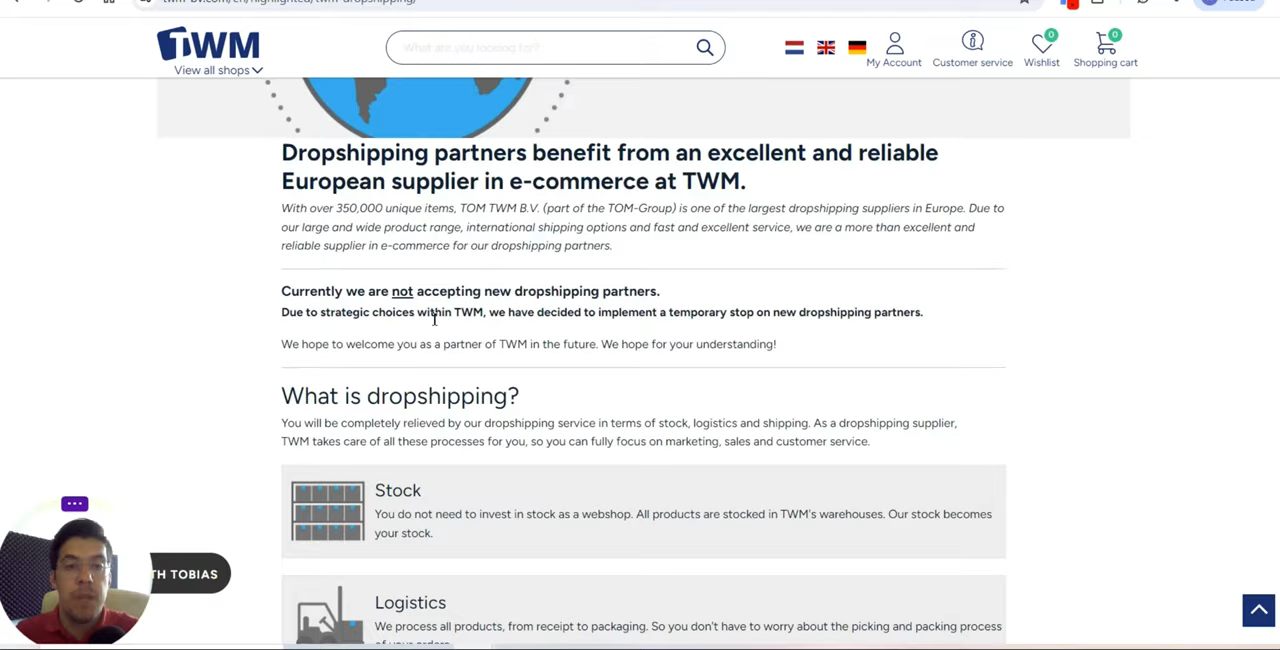 TWM
View all shops
What are you looking for?
My Account
Customer service
0
Wishlist
0
Shopping cart
Dropshipping partners benefit from an excellent and reliable
European supplier in e-commerce at TWM.
With over 350,000 unique items, TOM TWM B.V. (part of the TOM-Group) is one of the largest dropshipping suppliers in Europe. Due to
our large and wide product range, international shipping options and fast and excellent service, we are a more than excellent and
reliable supplier in e-commerce for our dropshipping partners.
Currently we are not accepting new dropshipping partners.
Due to strategic choices within TWM, we have decided to implement a temporary stop on new dropshipping partners.
We hope to welcome you as a partner of TWM in the future. We hope for your understanding!
What is dropshipping?
You will be completely relieved by our dropshipping service in terms of stock, logistics and shipping. As a dropshipping supplier,
TWM takes care of all these processes for you, so you can fully focus on marketing, sales and customer service.
Stock
You do not need to invest in stock as a webshop. All products are stocked in TWM's warehouses. Our stock becomes
your stock.
TH TOBIAS
Logistics
We process all products, from receipt to packaging. So you don't have to worry about the picking and packing process